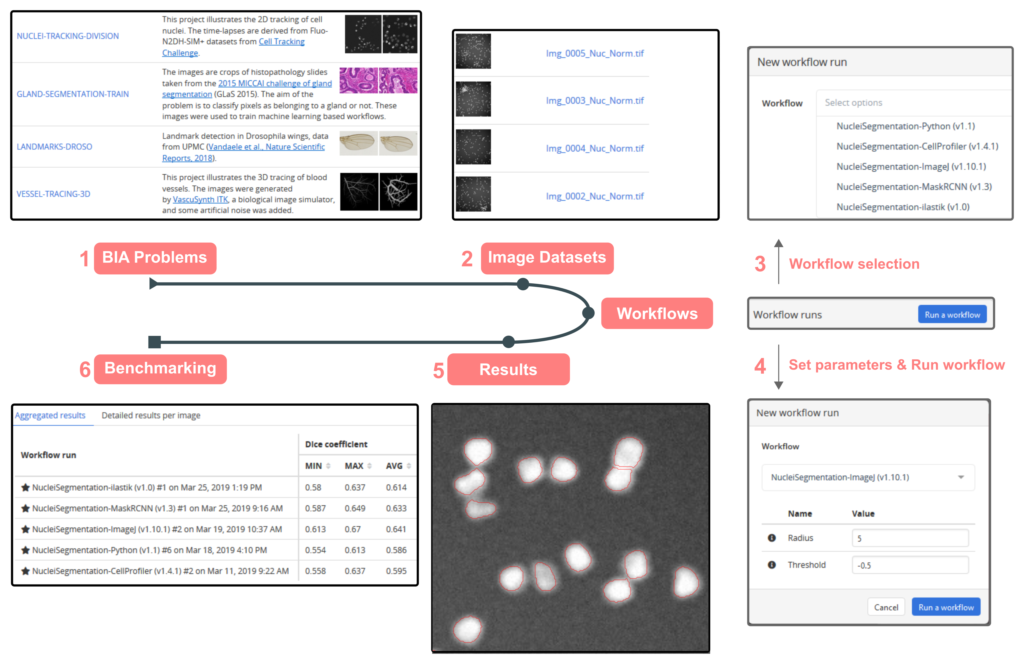 NUCLEI-TRACKING-DIVISION
This project illustrates the 2D tracking of cell
nuclei. The time-lapses are derived from Fluo-
N2DH-SIM+ datasets from Cell Tracking
Challenge.
GLAND-SEGMENTATION-TRAIN
The images are crops of histopathology slides
taken from the 2015 MICCAI challenge of gland
segmentation (GLaS 2015). The aim of the
problem is to classify pixels as belonging to a gland or not. These
images were used to train machine learning based workflows.
LANDMARKS-DROSO
Landmark detection in Drosophila wings, data
from UPMC (Vandaele et al., Nature Scientific
Reports, 2018).
VESSEL-TRACING-3D
This project illustrates the 3D tracing of blood
vessels. The images were generated
by VascuSynth ITK, a biological image simulator,
and some artificial noise was added.
Img_0005_Nuc_Norm.tif
Img_0003_Nuc_Norm.tif
Img_0004_Nuc_Norm.tif
Img_0002_Nuc_Norm.tif
New workflow run
Workflow
Select options
NucleiSegmentation-Python (v1.1)
NucleiSegmentation-CellProfiler (v1.4.1)
NucleiSegmentation-ImageJ (v1.10.1)
NucleiSegmentation-MaskRCNN (v1.3)
NucleiSegmentation-ilastik (v1.0)
1 BIA Problems
2 Image Datasets
3 Workflow selection
Workflows
Workflow runs
Run a workflow
4 Set parameters & Run workflow
6 Benchmarking
5 Results
Aggregated results Detailed results per image
Workflow run
Dice coefficient
MIN MAX AVG
NucleiSegmentation-ilastik (v1.0) #1 on Mar 25, 2019 1:19 PM 0.58 0.637 0.614
NucleiSegmentation-MaskRCNN (v1.3) #1 on Mar 25, 2019 9:16 AM 0.587 0.649 0.633
NucleiSegmentation-ImageJ (v1.10.1) #2 on Mar 19, 2019 10:37 AM 0.613 0.67 0.641
NucleiSegmentation-Python (v1.1) #6 on Mar 18, 2019 4:10 PM 0.554 0.613 0.586
NucleiSegmentation-CellProfiler (v1.4.1) #2 on Mar 11, 2019 9:22 AM 0.558 0.637 0.595
New workflow run
Workflow
NucleiSegmentation-ImageJ (v1.10.1)
Name Value
Radius 5
Threshold -0.5
Cancel Run a workflow